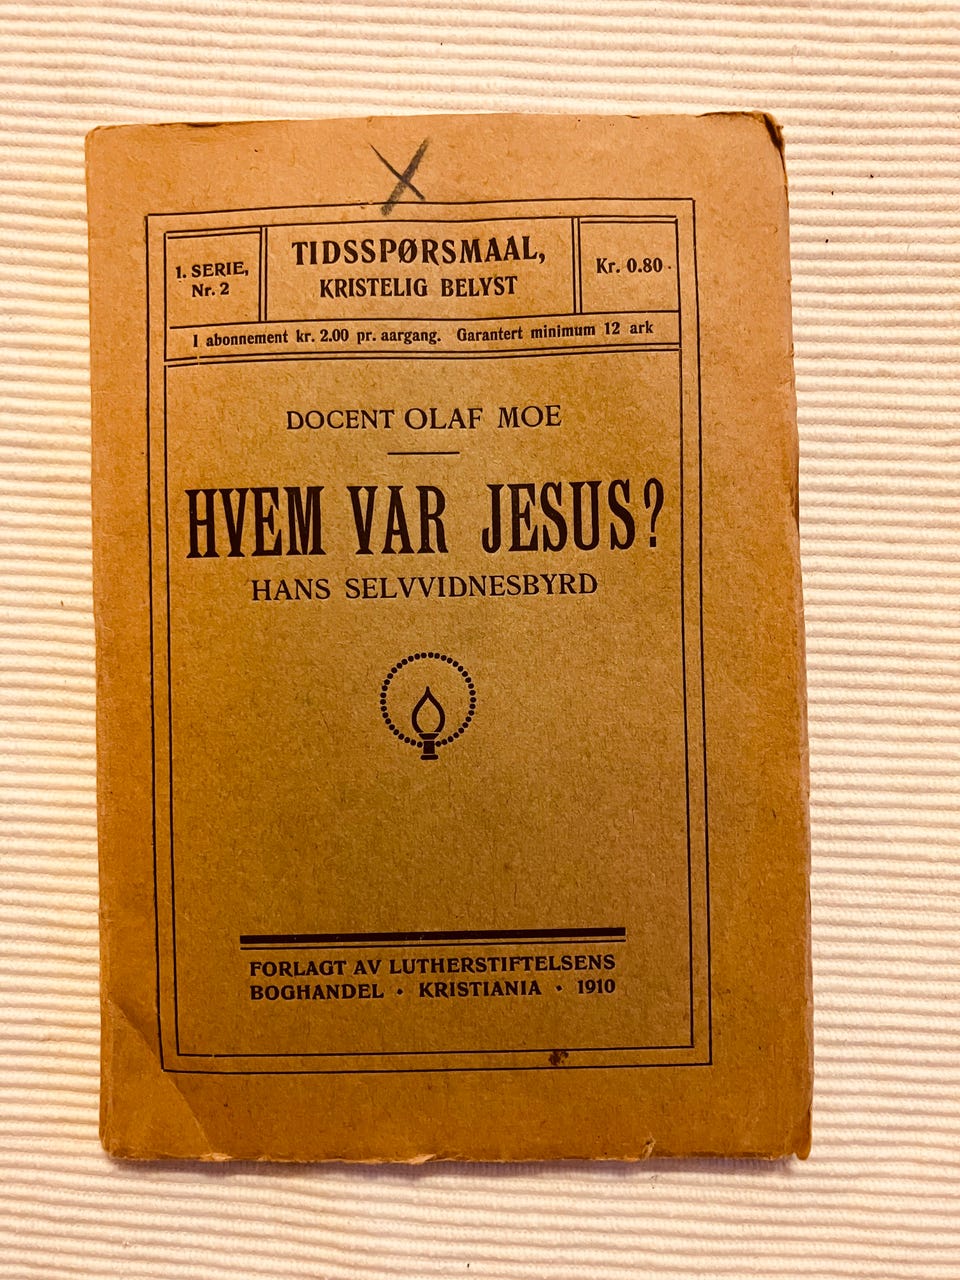 1. SERIE,
Nr. 2
TIDSSPØRSMAAL,
KRISTELIG BELYST
Kr. 0.80
I abonnement kr. 2.00 pr. aargang. Garantert minimum 12 ark
DOCENT OLAF MOE
HVEM VAR JESUS?
HANS SELVVIDNESBYRD
FORLAGT AV LUTHERSTIFTELSENS
BOGHANDEL • KRISTIANIA • 1910